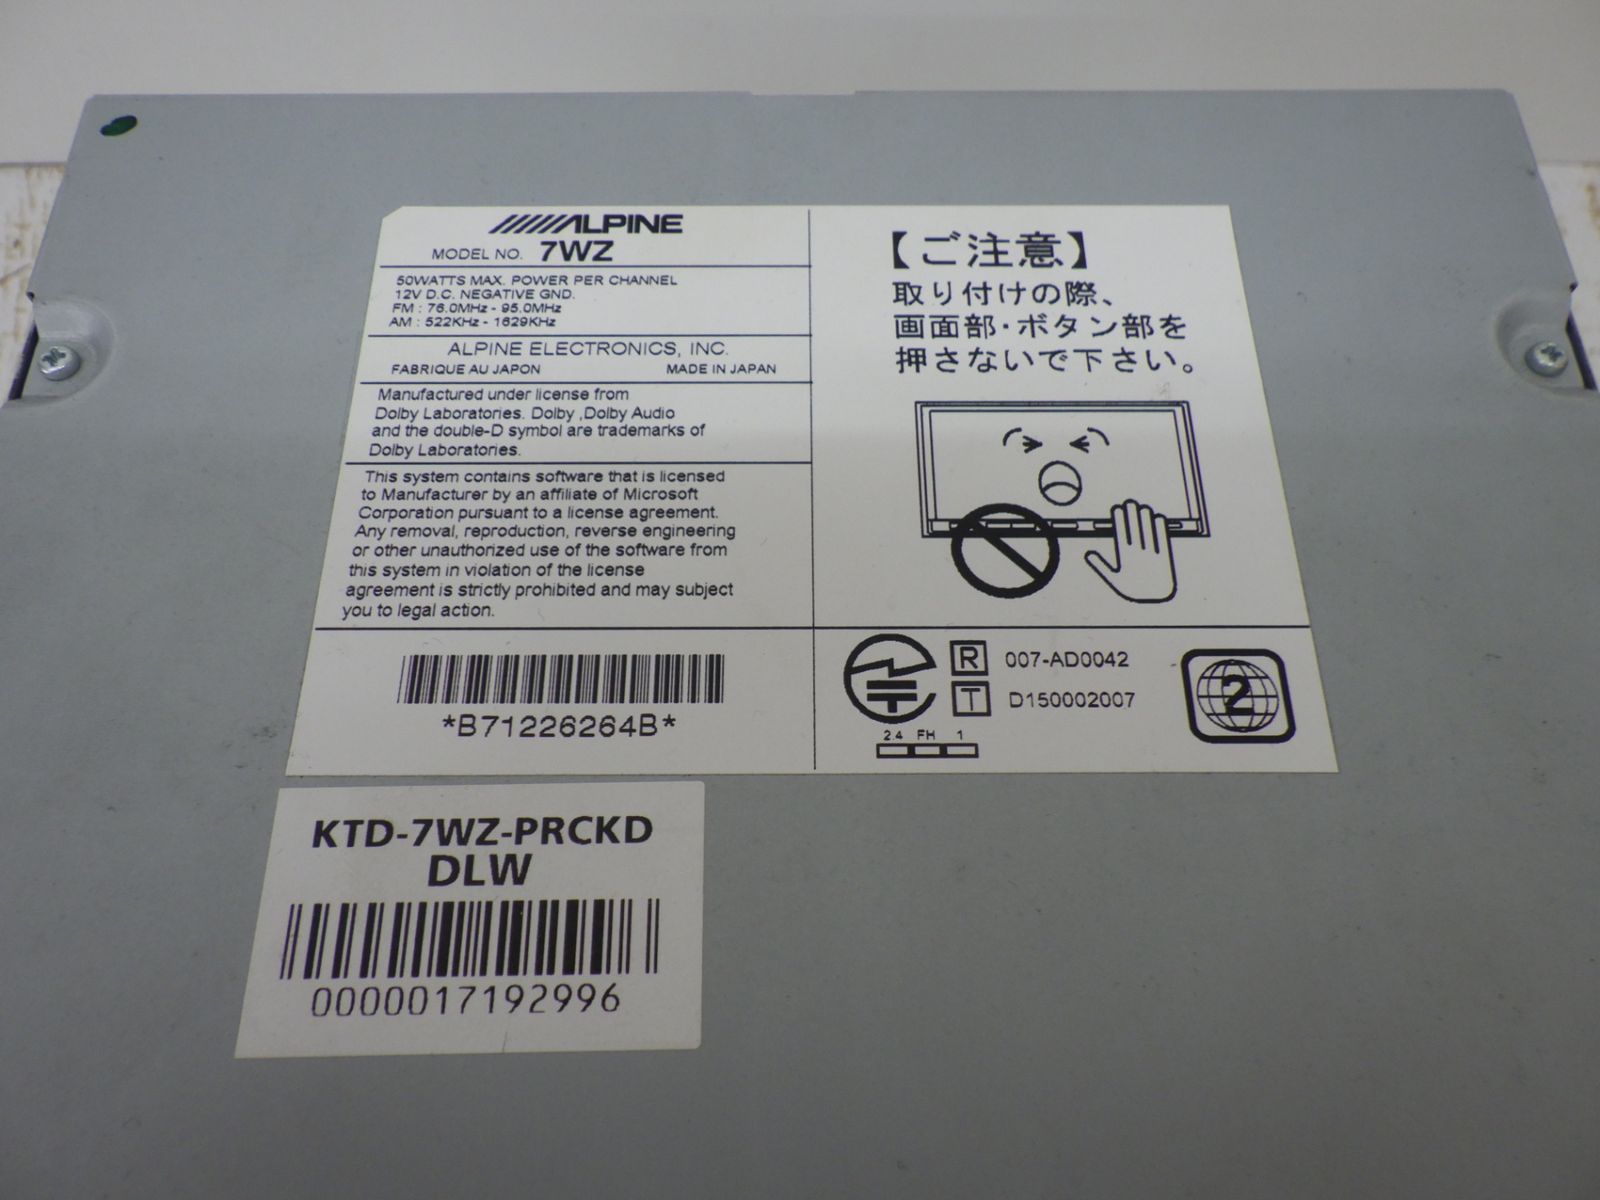 ALPINE
MODEL NO. 7WZ
50WATTS MAX. POWER PER CHANNEL
12V D.C. NEGATIVE GND.
FM : 76.0MHz - 95.0MHz
AM : 522KHz - 1629KHz
ALPINE ELECTRONICS, INC.
FABRIQUE AU JAPON MADE IN JAPAN
Manufactured under license from
Dolby Laboratories. Dolby ,Dolby Audio
and the double-D symbol are trademarks of
Dolby Laboratories.
This system contains software that is licensed
to Manufacturer by an affiliate of Microsoft
Corporation pursuant to a license agreement.
Any removal, reproduction, reverse engineering
or other unauthorized use of the software from
this system in violation of the license
agreement is strictly prohibited and may subject
you to legal action.
*B71226264B*
【ご注意】
取り付けの際、
画面部・ボタン部を
押さないで下さい。
R 007-AD0042
T D150002007
2.4 FH 1
2
KTD-7WZ-PRCKD
DLW
0000017192996